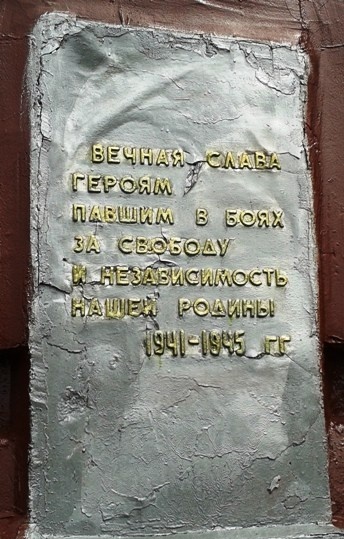 ВЕЧНАЯ СЛАВА
ГЕРОЯМ
ПАВШИМ В БОЯХ
ЗА СВОБОДУ
И НЕЗАВИСИМОСТЬ
НАШЕЙ РОДИНЫ
1941-1945 ГГ